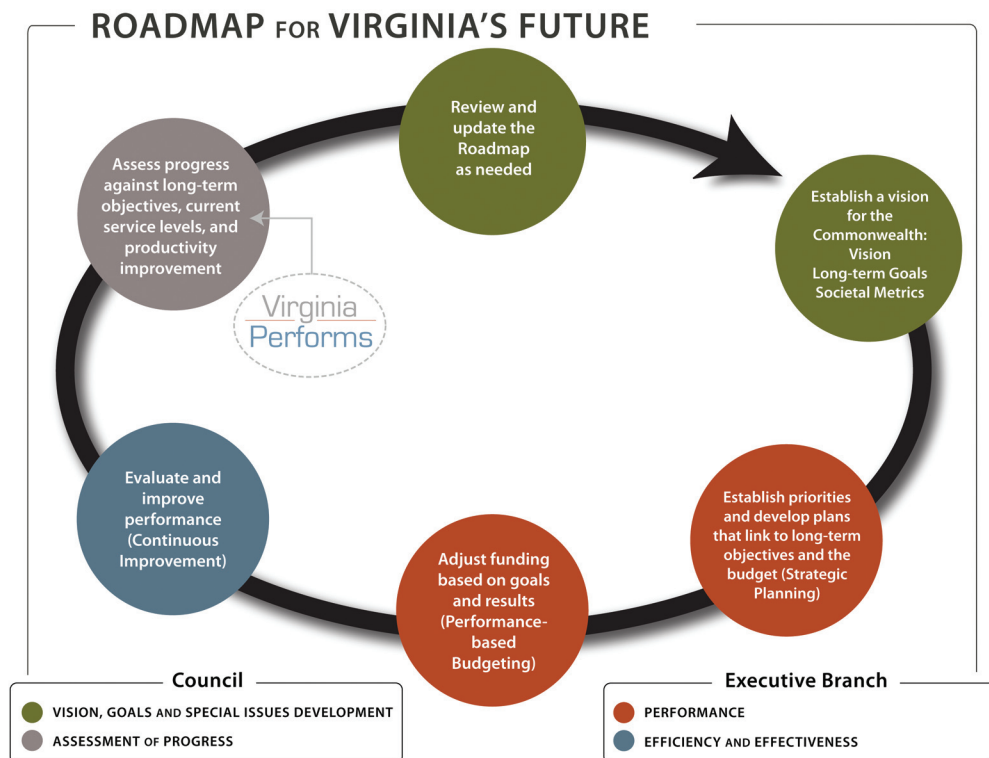 ROADMAP FOR VIRGINIA'S FUTURE
Review and
update the
Roadmap
as needed
Establish a vision
for the
Commonwealth:
Vision
Long-term Goals
Societal Metrics
Establish priorities
and develop plans
that link to long-term
objectives and the
budget (Strategic
Planning)
Adjust funding
based on goals
and results
(Performance-
based
Budgeting)
Evaluate and
improve
performance
(Continuous
Improvement)
Assess progress
against long-term
objectives, current
service levels, and
productivity
improvement
Virginia
Performs
Council
VISION, GOALS AND SPECIAL ISSUES DEVELOPMENT
ASSESSMENT OF PROGRESS
Executive Branch
PERFORMANCE
EFFICIENCY AND EFFECTIVENESS